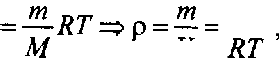 = m/M RT ⇒ ρ = m/ = /RT ,